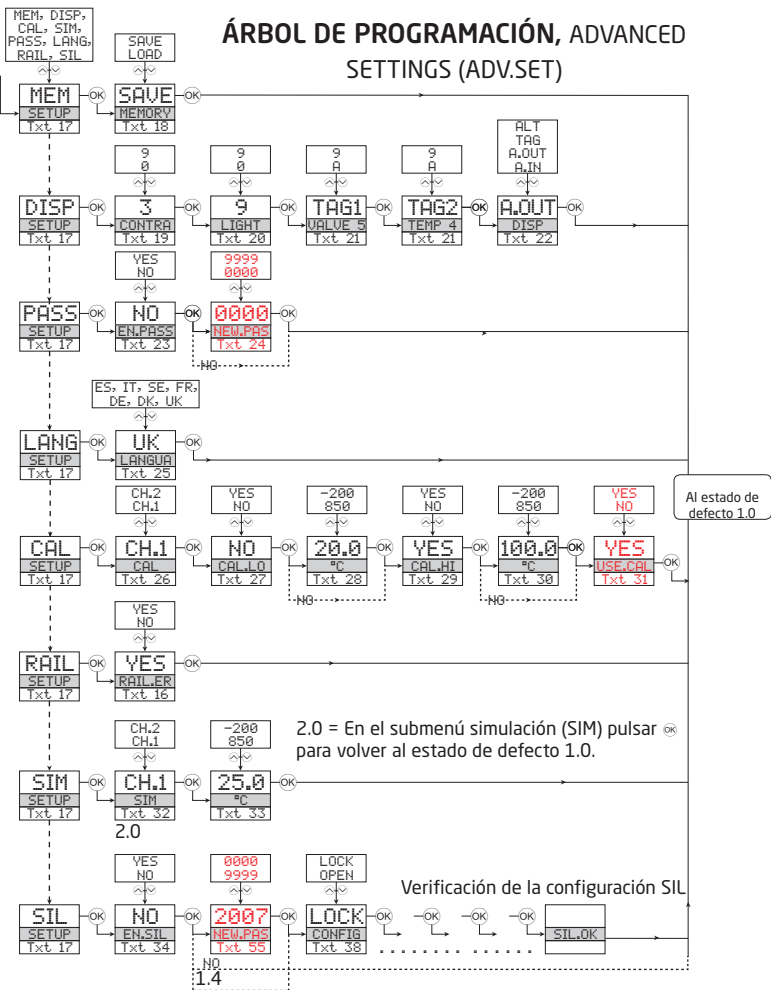 ÁRBOL DE PROGRAMACIÓN, ADVANCED
SETTINGS (ADV.SET)
MEM, DISP,
CAL, SIM,
PASS, LANG,
RAIL, SIL
SAVE
LOAD
MEM OK SAVE OK
SETUP MEMORY
Txt 17 Txt 18
9 9 9 9 ALT
0 0 A A TAG
A.OUT
A.IN
DISP OK 3 OK 9 OK TAG1 OK TAG2 OK A.OUT OK
SETUP CONTRA LIGHT VALVE 5 TEMP 4 DISP
Txt 17 Txt 19 Txt 20 Txt 21 Txt 21 Txt 22
YES 9999
NO 0000
PASS OK NO OK 0000 OK
SETUP EN.PASS NEW.PAS
Txt 17 Txt 23 Txt 24
NO
ES, IT, SE, FR,
DE, DK, UK
LANG OK UK OK
SETUP LANGUA
Txt 17 Txt 25
Al estado de
defecto 1.0
CH.2 YES -200 YES -200 YES
CH.1 NO 850 NO 850 NO
CAL OK CH.1 OK NO OK 20.0 OK YES OK 100.0 OK YES OK
SETUP CAL CAL.LO °C CAL.HI °C USE.CAL
Txt 17 Txt 26 Txt 27 Txt 28 Txt 29 Txt 30 Txt 31
NO NO
YES
NO
RAIL OK YES OK
SETUP RAIL.ER
Txt 17 Txt 16
CH.2 -200
CH.1 850
2.0 = En el submenú simulación (SIM) pulsar OK
para volver al estado de defecto 1.0.
SIM OK CH.1 OK 25.0 OK
SETUP SIM °C
Txt 17 Txt 32 Txt 33
2.0
YES 0000 LOCK
NO 9999 OPEN
Verificación de la configuración SIL
SIL OK NO OK 2007 OK LOCK OK OK OK OK
SETUP EN.SIL NEW.PAS CONFIG SIL.OK
Txt 17 Txt 34 Txt 55 Txt 38 . . . . . . . . . . . . . .
NO
1.4